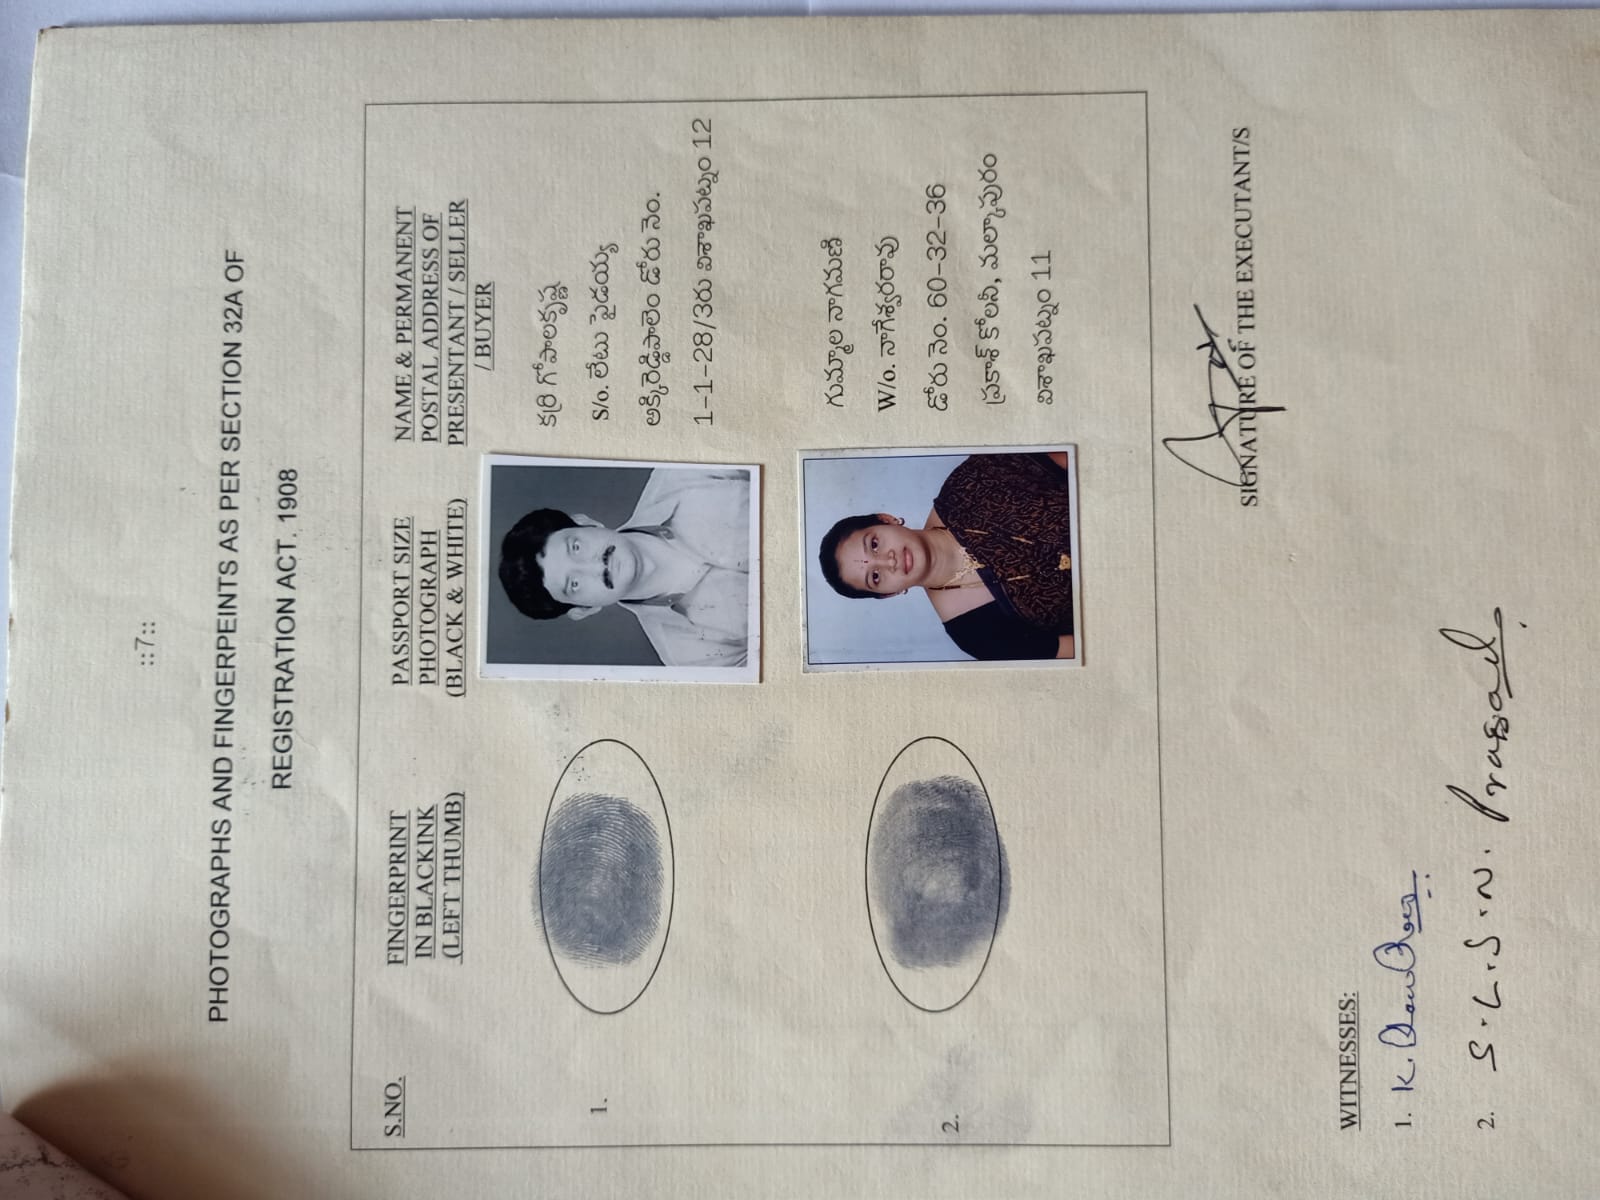 ::7::
PHOTOGRAPHS AND FINGERPEINTS AS PER SECTION 32A OF
REGISTRATION ACT. 1908
S.NO.
FINGERPRINT
IN BLACKINK
(LEFT THUMB)
PASSPORT SIZE
PHOTOGRAPH
(BLACK & WHITE)
NAME & PERMANENT
POSTAL ADDRESS OF
PRESENTANT / SELLER
/ BUYER
1.
కర్రి గోపాలకృష్ణ
S/o. లేటు పైడయ్య
అక్కిరెడ్డిపాలెం డోరు నెం.
1-1-28/3రు విశాఖపట్నం 12
2.
గుమ్మాల నాగమణి
W/o. నాగేశ్వరరావు
డోరు నెం. 60-32-36
ప్రకాశ్ కోలనీ, మల్కాపురం
విశాఖపట్నం 11
SIGNATURE OF THE EXECUTANT/S
WITNESSES:
1. K.
2. S.L.S.N. Prasad